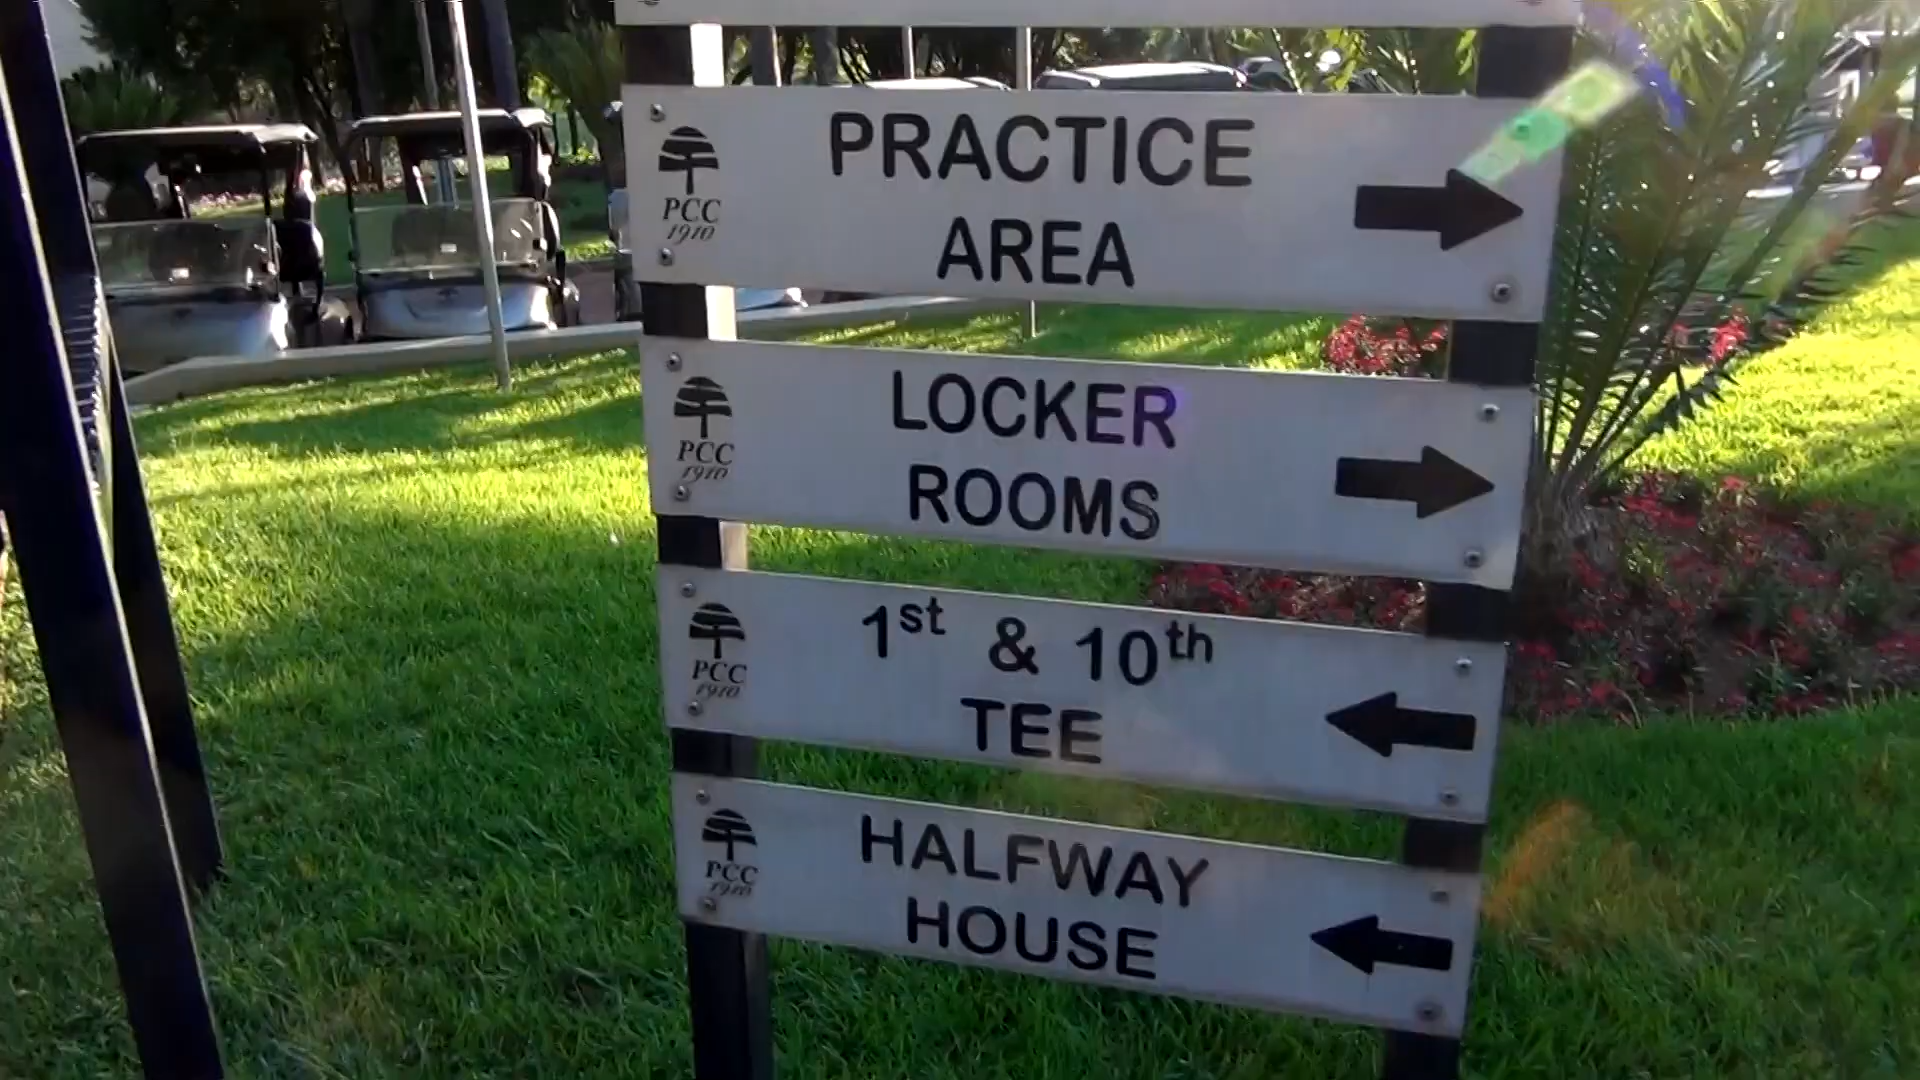 PCC
1910
PRACTICE
AREA
PCC
1910
LOCKER
ROOMS
PCC
1910
1st & 10th
TEE
PCC
1910
HALFWAY
HOUSE